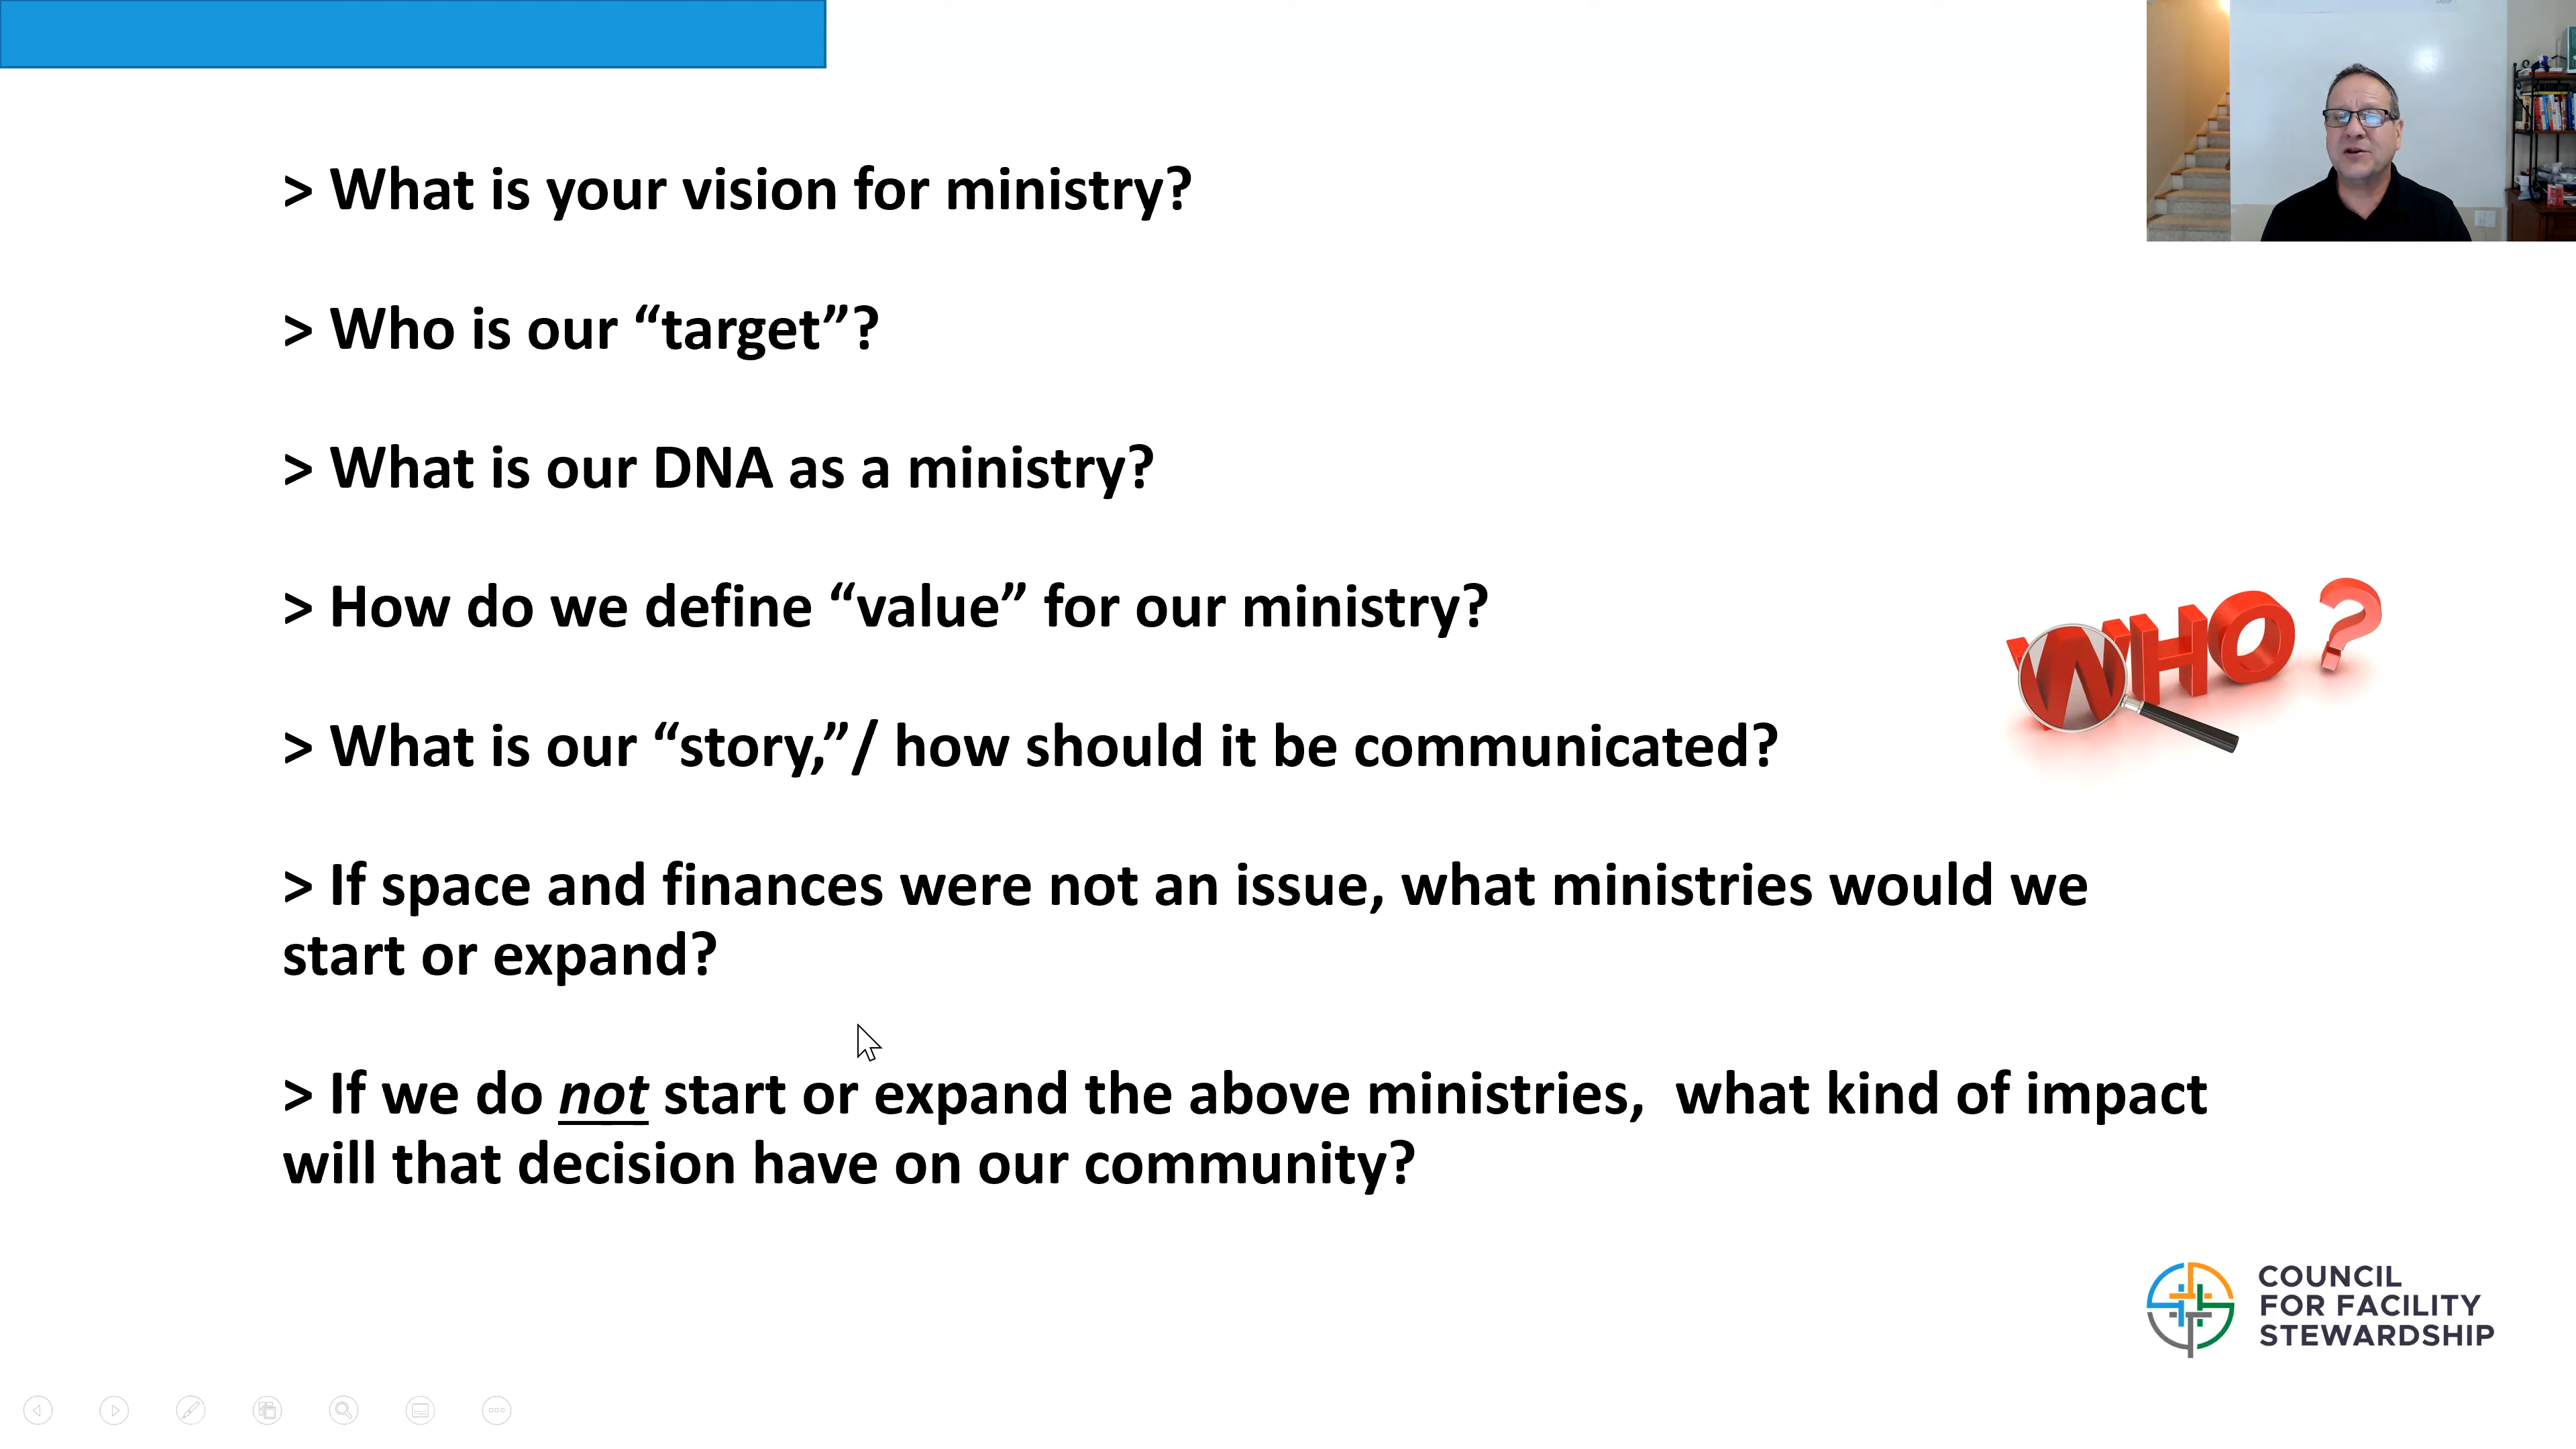 > What is your vision for ministry?
> Who is our “target”?
> What is our DNA as a ministry?
> How do we define “value” for our ministry?
> What is our “story,”/ how should it be communicated?
> If space and finances were not an issue, what ministries would we
start or expand?
> If we do not start or expand the above ministries,  what kind of impact
will that decision have on our community?
WHO?
COUNCIL
FOR FACILITY
STEWARDSHIP